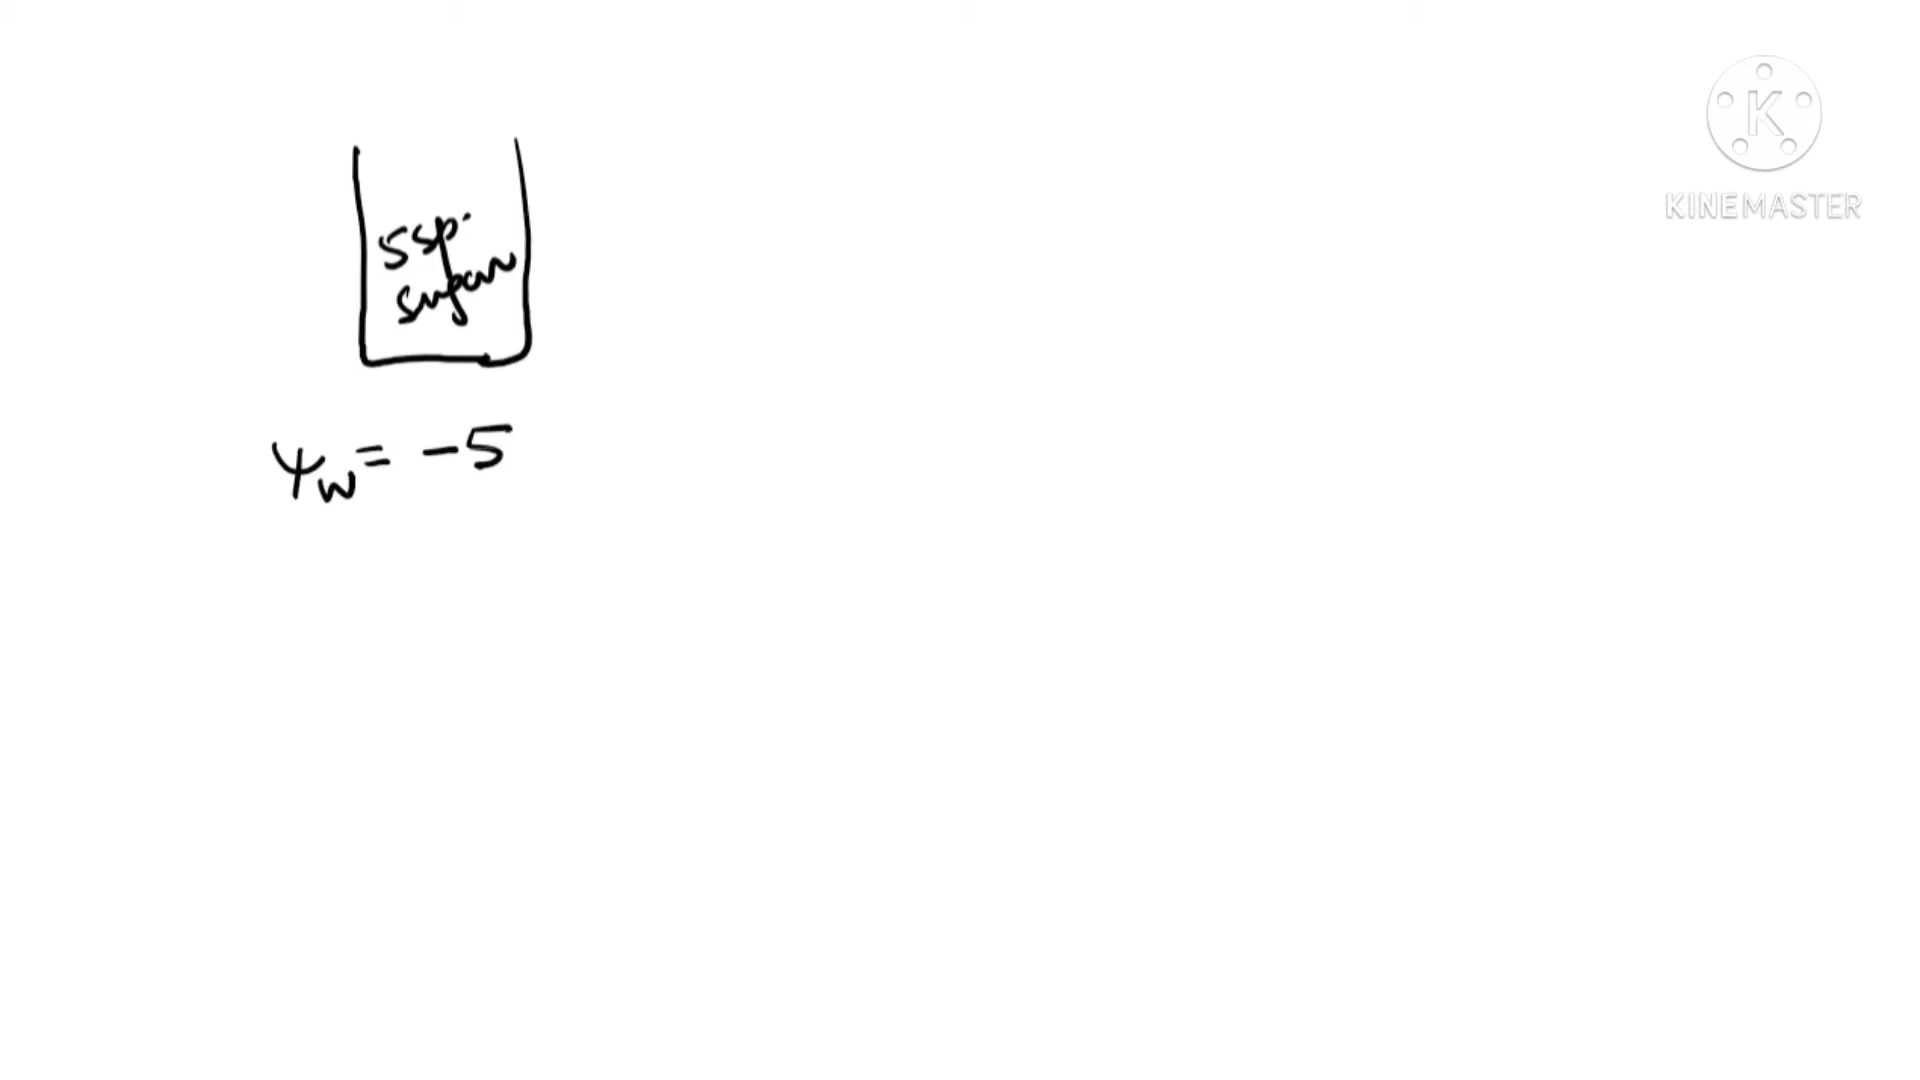 5 sp.
sugar
Ψw = -5
K
KINEMASTER